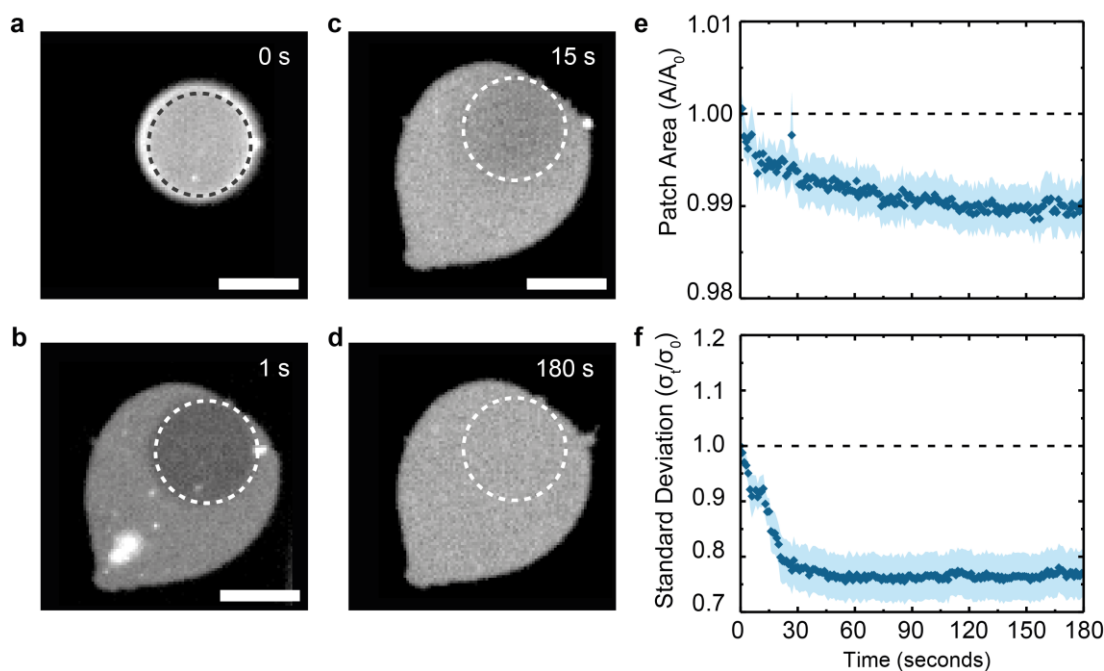 a
0 s
c
15 s
b
1 s
d
180 s
e
Patch Area (A/A₀)
1.01
1.00
0.99
0.98
f
Standard Deviation (σₜ/σ₀)
1.2
1.1
1.0
0.9
0.8
0.7
0 30 60 90 120 150 180
Time (seconds)